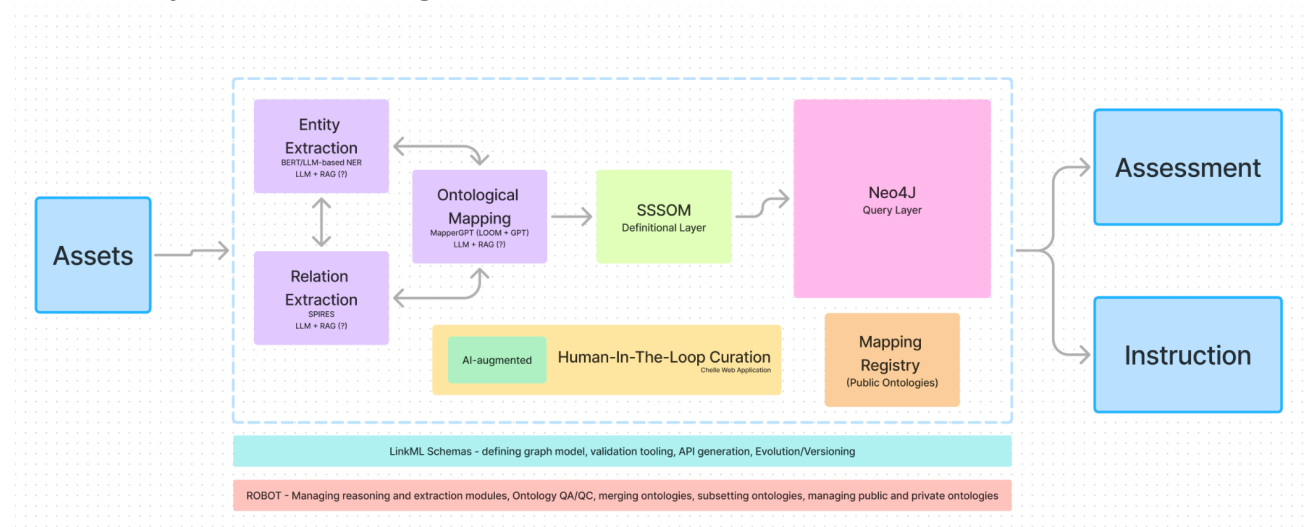 Assets
Entity
Extraction
BERT/LLM-based NER
LLM + RAG (?)
Relation
Extraction
SPIRES
LLM + RAG (?)
Ontological
Mapping
MapperGPT (LOOM + GPT)
LLM + RAG (?)
SSSOM
Definitional Layer
Neo4J
Query Layer
AI-augmented
Human-In-The-Loop Curation
Chelle Web Application
Mapping
Registry
(Public Ontologies)
Assessment
Instruction
LinkML Schemas - defining graph model, validation tooling, API generation, Evolution/Versioning
ROBOT - Managing reasoning and extraction modules, Ontology QA/QC, merging ontologies, subsetting ontologies, managing public and private ontologies